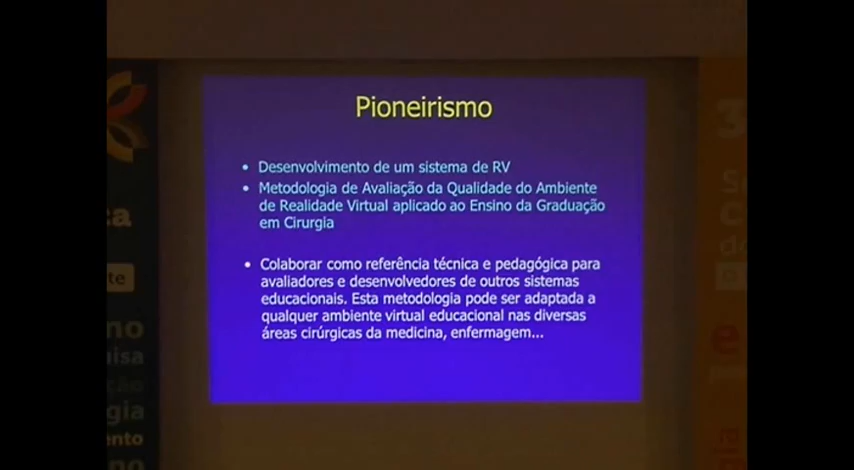 Pioneirismo
• Desenvolvimento de um sistema de RV
• Metodologia de Avaliação da Qualidade do Ambiente
de Realidade Virtual aplicado ao Ensino da Graduação
em Cirurgia
• Colaborar como referência técnica e pedagógica para
avaliadores e desenvolvedores de outros sistemas
educacionais. Esta metodologia pode ser adaptada a
qualquer ambiente virtual educacional nas diversas
áreas cirúrgicas da medicina, enfermagem...